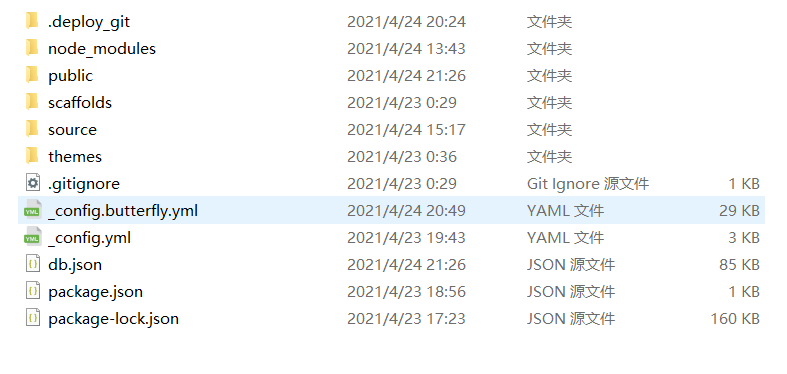 .deploy_git 2021/4/24 20:24 文件夹
node_modules 2021/4/24 13:43 文件夹
public 2021/4/24 21:26 文件夹
scaffolds 2021/4/23 0:29 文件夹
source 2021/4/24 15:17 文件夹
themes 2021/4/23 0:36 文件夹
.gitignore 2021/4/23 0:29 Git Ignore 源文件 1 KB
YML _config.butterfly.yml 2021/4/24 20:49 YAML 文件 29 KB
YML _config.yml 2021/4/23 19:43 YAML 文件 3 KB
db.json 2021/4/24 21:26 JSON 源文件 85 KB
package.json 2021/4/23 18:56 JSON 源文件 1 KB
package-lock.json 2021/4/23 17:23 JSON 源文件 160 KB